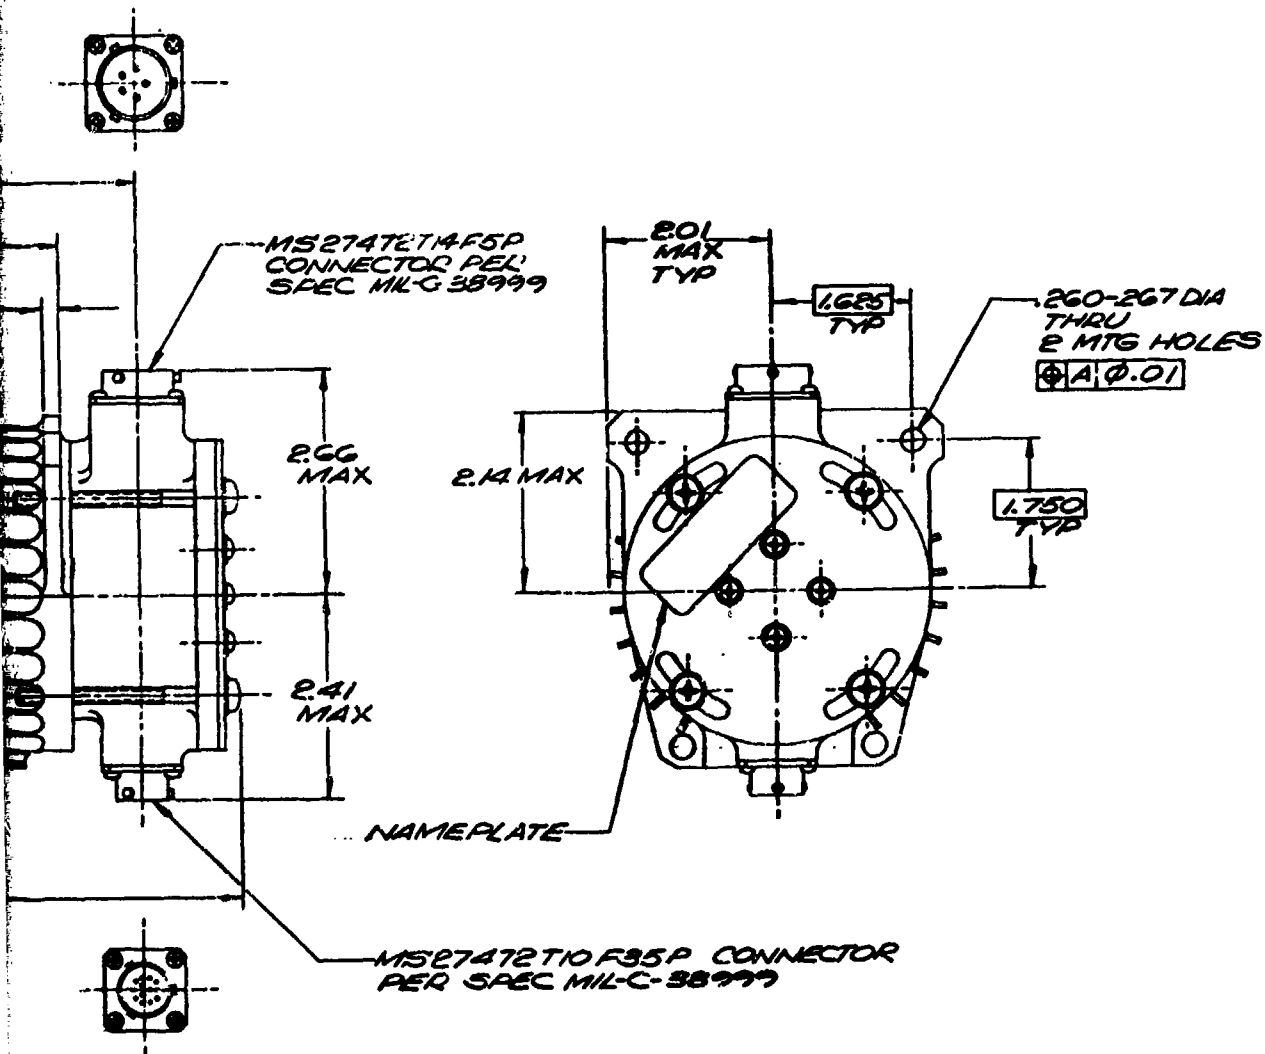 MS27472T14F5P
CONNECTOR PER
SPEC MIL-C 38999
2.01
MAX
TYP
1.625
TYP
.260-267 DIA
THRU
2 MTG HOLES
A Ø.01
2.66
MAX
2.14 MAX
1.750
TYP
2.41
MAX
NAMEPLATE
MS27472T10F35P CONNECTOR
PER SPEC MIL-C-38999